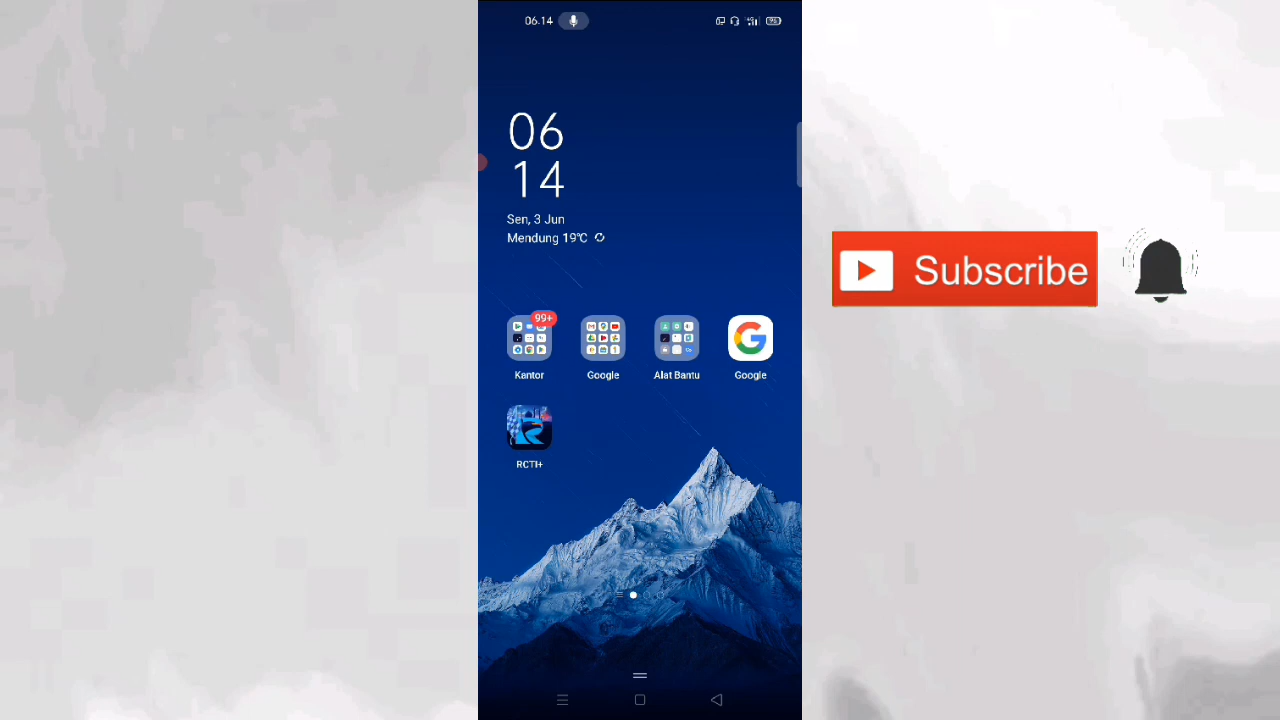 06.14
06
14
Sen, 3 Jun
Mendung 19°C
99+
Kantor
Google
Alat Bantu
Google
RCTI+
Subscribe